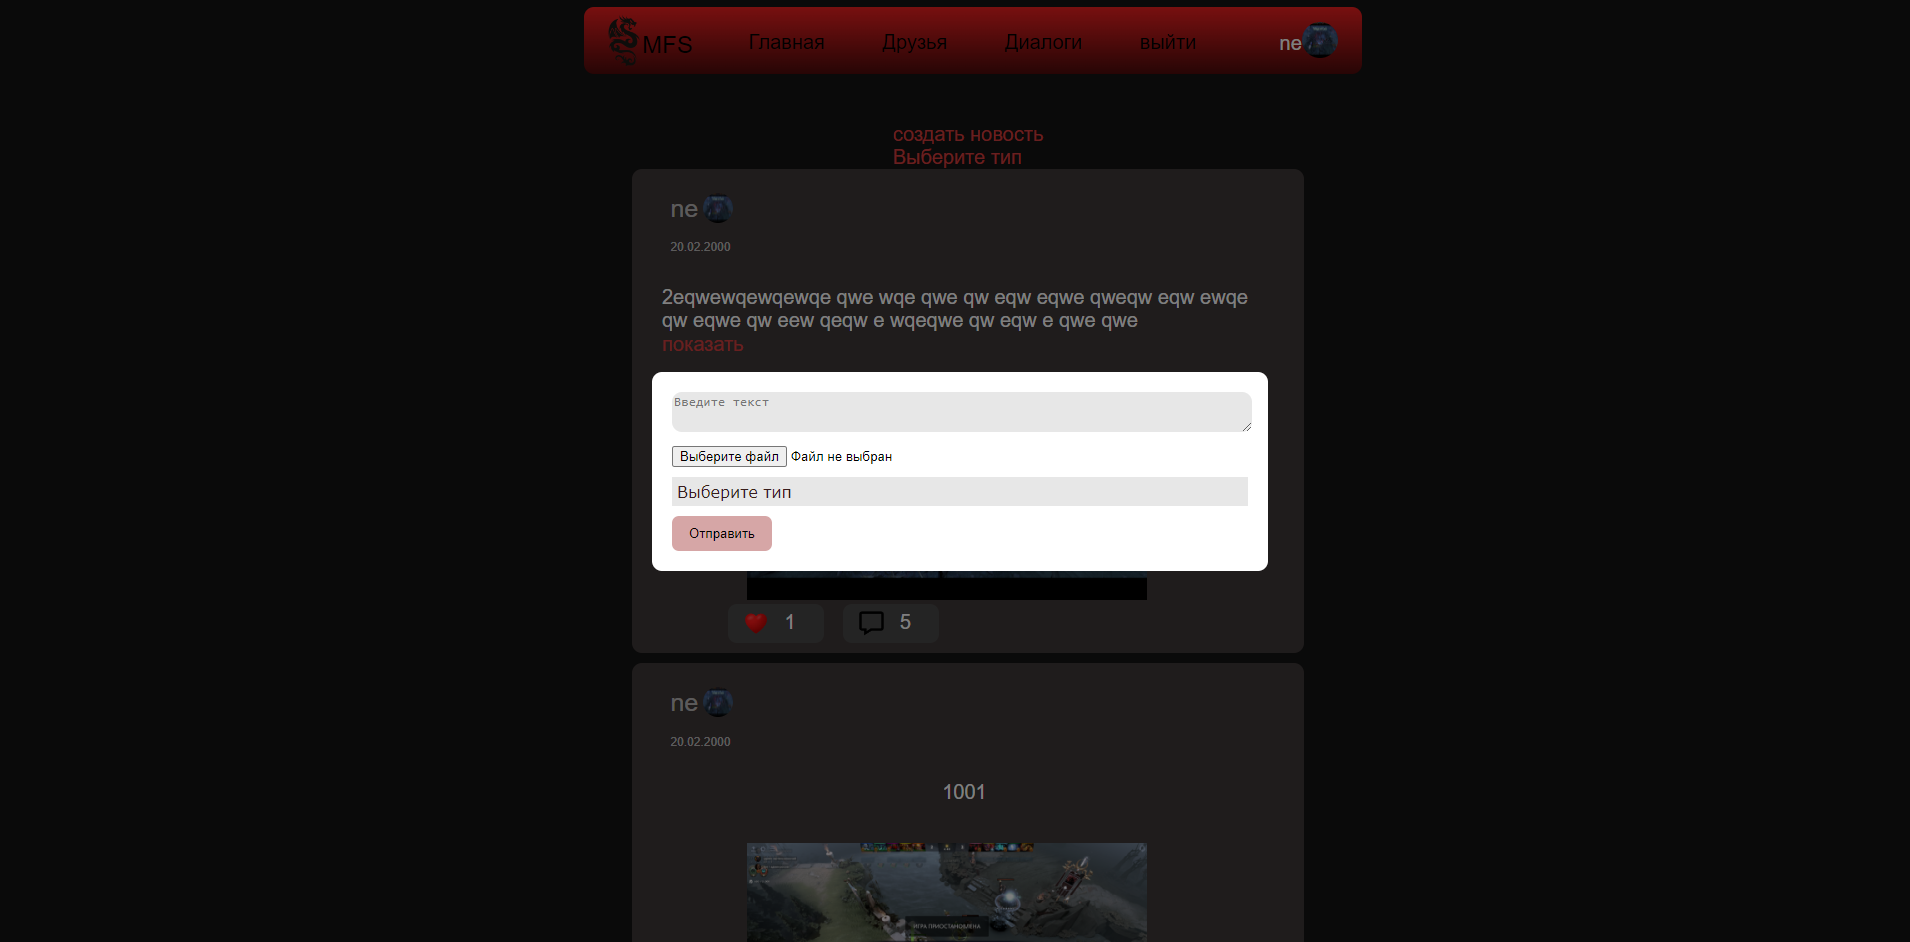 MFS Главная Друзья Диалоги выйти ne
создать новость
Выберите тип
ne
20.02.2000
2eqwewqewqewqe qwe wqe qwe qw eqw eqwe qweqw eqw ewqe
qw eqwe qw eew qeqw e wqeqwe qw eqw e qwe qwe
показать
Введите текст
Выберите файл Файл не выбран
Выберите тип
Отправить
1 5
ne
20.02.2000
1001
ИГРА ПРИОСТАНОВЛЕНА